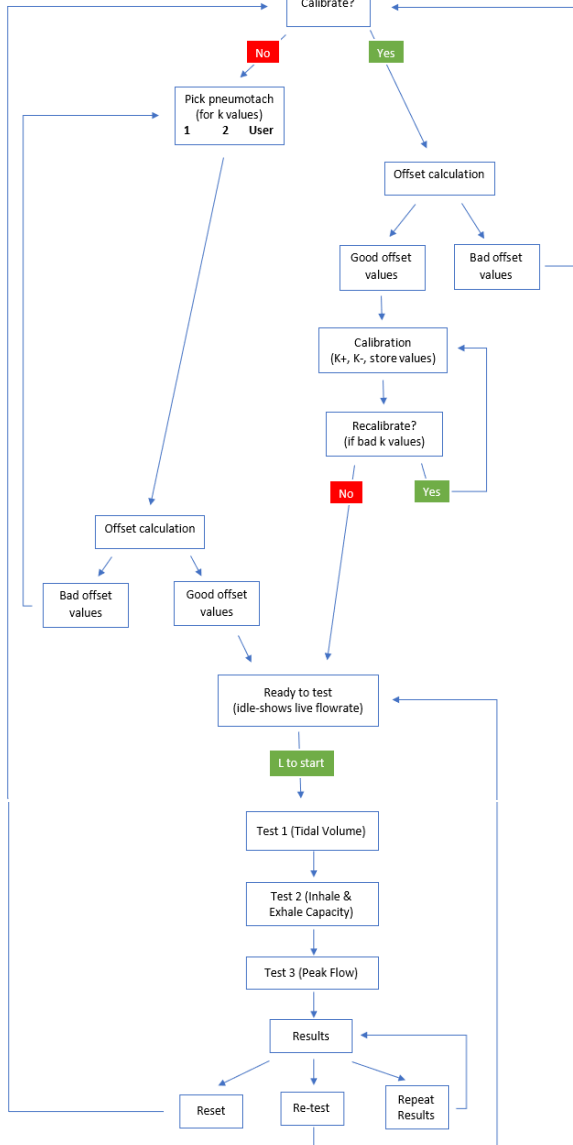 Calibrate?
No
Yes
Pick pneumotach
(for k values)
1 2 User
Offset calculation
Good offset
values
Bad offset
values
Calibration
(K+, K-, store values)
Recalibrate?
(if bad k values)
No
Yes
Offset calculation
Bad offset
values
Good offset
values
Ready to test
(idle-shows live flowrate)
L to start
Test 1 (Tidal Volume)
Test 2 (Inhale &
Exhale Capacity)
Test 3 (Peak Flow)
Results
Reset
Re-test
Repeat
Results